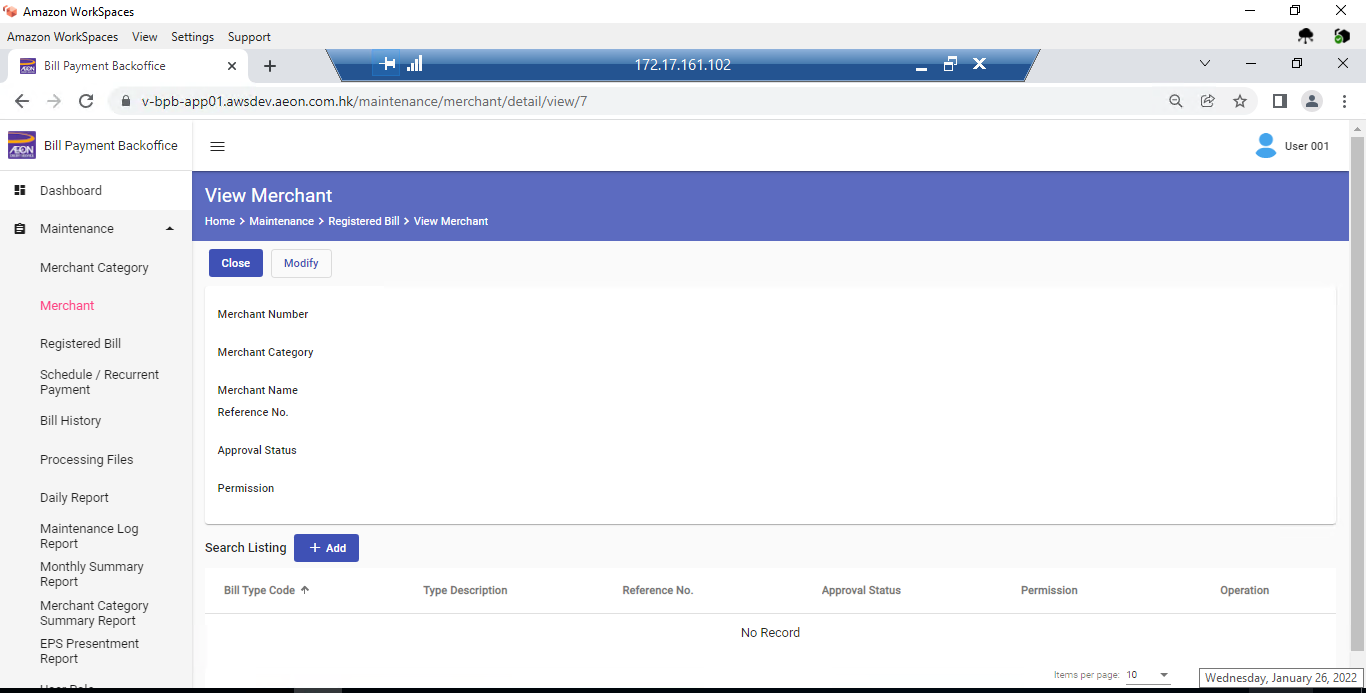 Amazon WorkSpaces
Amazon WorkSpaces View Settings Support
Bill Payment Backoffice
172.17.161.102
v-bpb-app01.awsdev.aeon.com.hk/maintenance/merchant/detail/view/7
AEON
Bill Payment Backoffice
User 001
Dashboard
Maintenance
Merchant Category
Merchant
Registered Bill
Schedule / Recurrent
Payment
Bill History
Processing Files
Daily Report
Maintenance Log
Report
Monthly Summary
Report
Merchant Category
Summary Report
EPS Presentment
Report
View Merchant
Home > Maintenance > Registered Bill > View Merchant
Close Modify
Merchant Number
Merchant Category
Merchant Name
Reference No.
Approval Status
Permission
Search Listing + Add
Bill Type Code ↑ Type Description Reference No. Approval Status Permission Operation
No Record
Items per page: 10
Wednesday, January 26, 2022